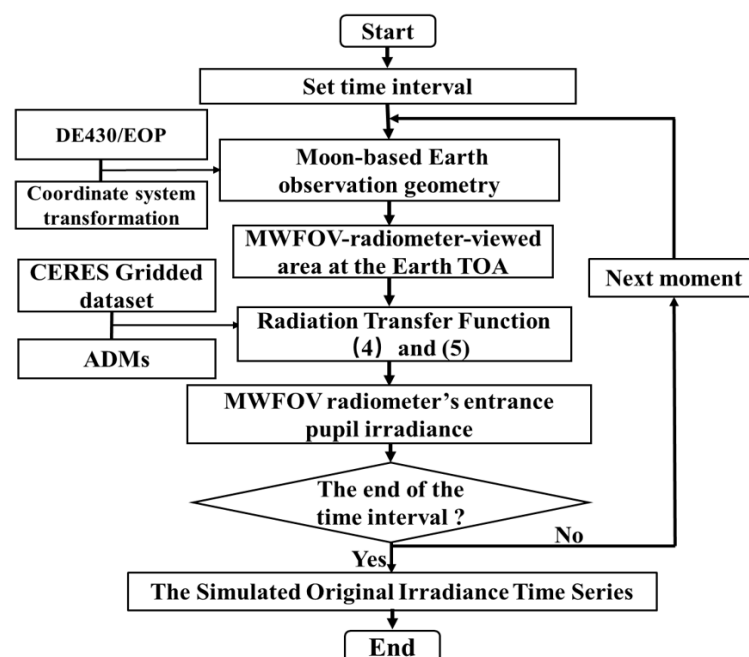 Start
Set time interval
DE430/EOP
Coordinate system
transformation
Moon-based Earth
observation geometry
MWFOV-radiometer-viewed
area at the Earth TOA
CERES Gridded
dataset
ADMs
Radiation Transfer Function
(4) and (5)
Next moment
MWFOV radiometer's entrance
pupil irradiance
The end of the
time interval ?
No
Yes
The Simulated Original Irradiance Time Series
End